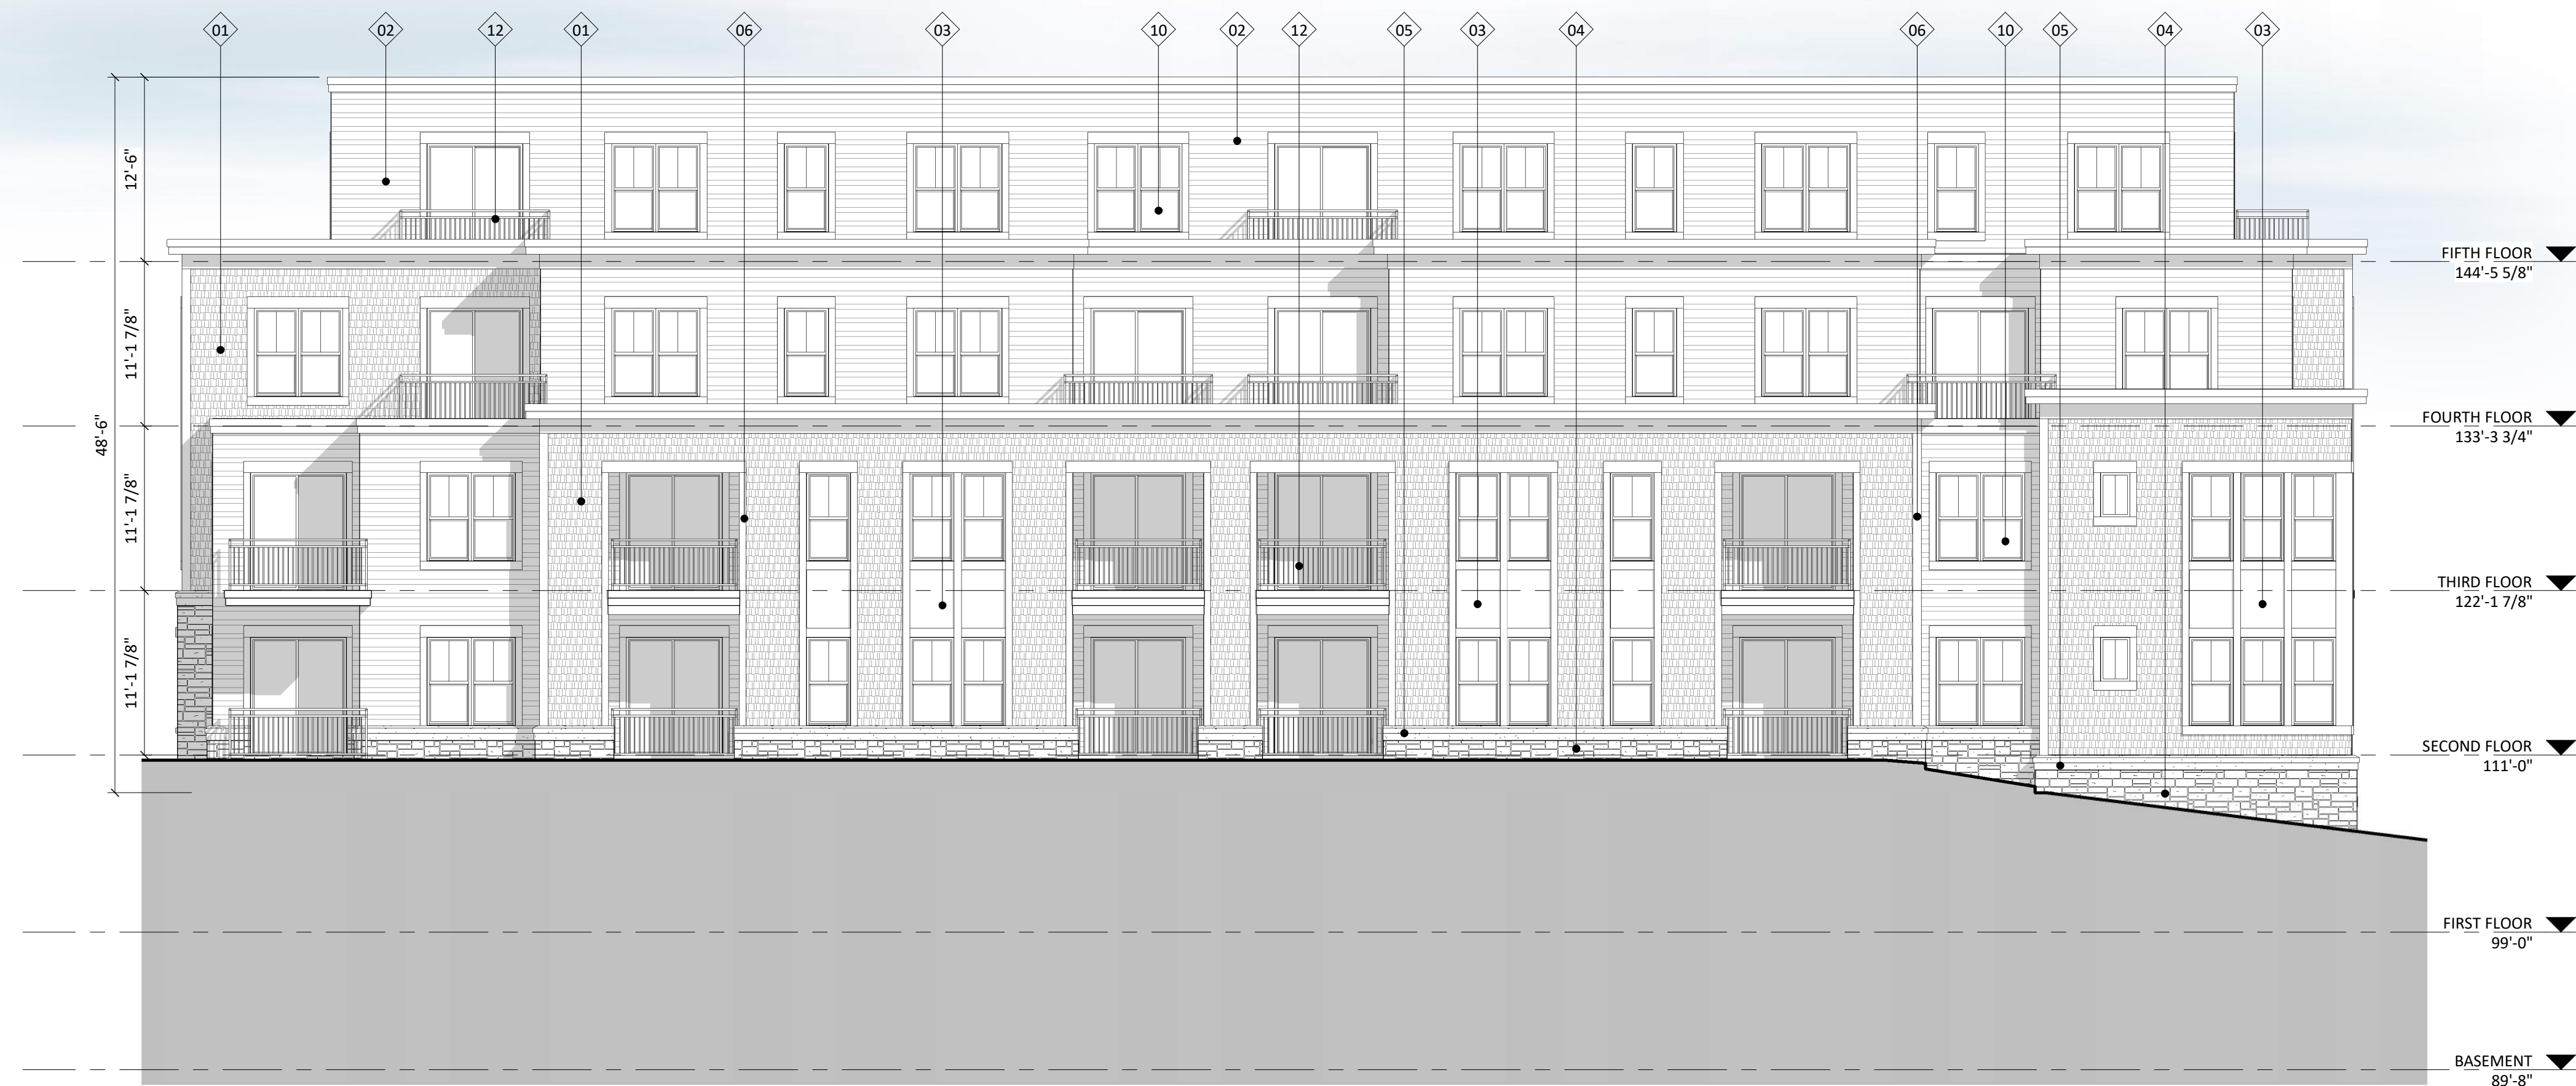 01 02 12 01 06 03 10 02 12 05 03 04 06 10 05 04 03
12'-6"
11'-1 7/8"
11'-1 7/8"
11'-1 7/8"
48'-6"
FIFTH FLOOR
144'-5 5/8"
FOURTH FLOOR
133'-3 3/4"
THIRD FLOOR
122'-1 7/8"
SECOND FLOOR
111'-0"
FIRST FLOOR
99'-0"
BASEMENT
89'-8"